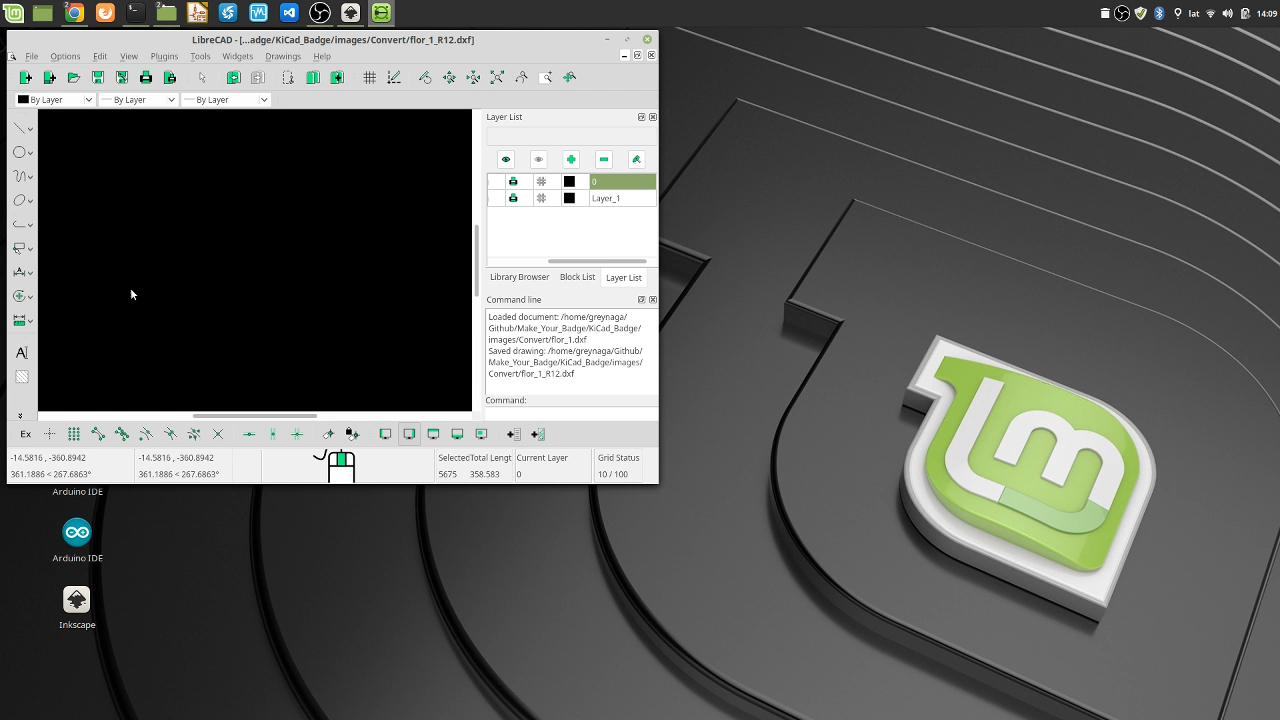 2
2
lat
14:09
LibreCAD - [...adge/KiCad_Badge/images/Convert/flor_1_R12.dxf]
File Options Edit View Plugins Tools Widgets Drawings Help
By Layer
By Layer
By Layer
Layer List
0
Layer_1
Library Browser
Block List
Layer List
Command line
Loaded document: /home/greynaga/
Github/Make_Your_Badge/KiCad_Badge/
images/Convert/flor_1.dxf
Saved drawing: /home/greynaga/Github/
Make_Your_Badge/KiCad_Badge/images/
Convert/flor_1_R12.dxf
Command:
A
Ex
-14.5816 , -360.8942
361.1886 < 267.6863°
-14.5816 , -360.8942
361.1886 < 267.6863°
Selected Total Lengt
5675 358.583
Current Layer
0
Grid Status
10 / 100
Arduino IDE
Arduino IDE
Inkscape